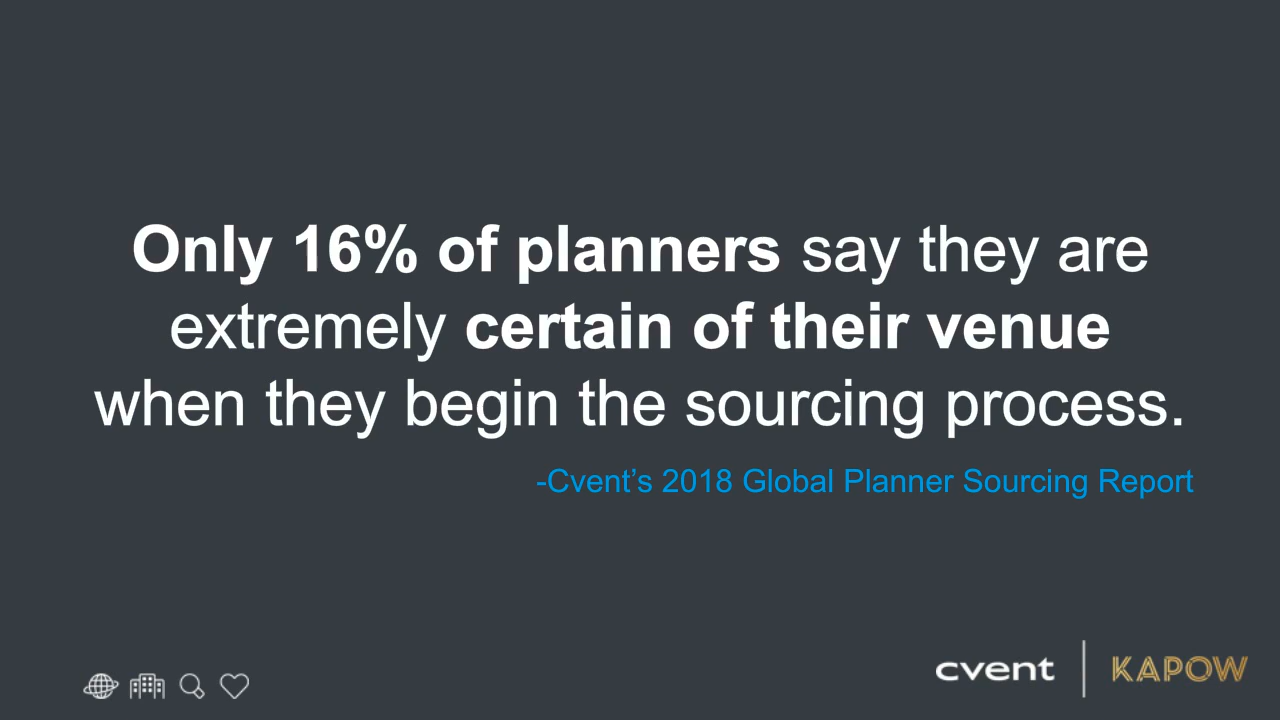 Only 16% of planners say they are
extremely certain of their venue
when they begin the sourcing process.
-Cvent’s 2018 Global Planner Sourcing Report
cvent | KAPOW